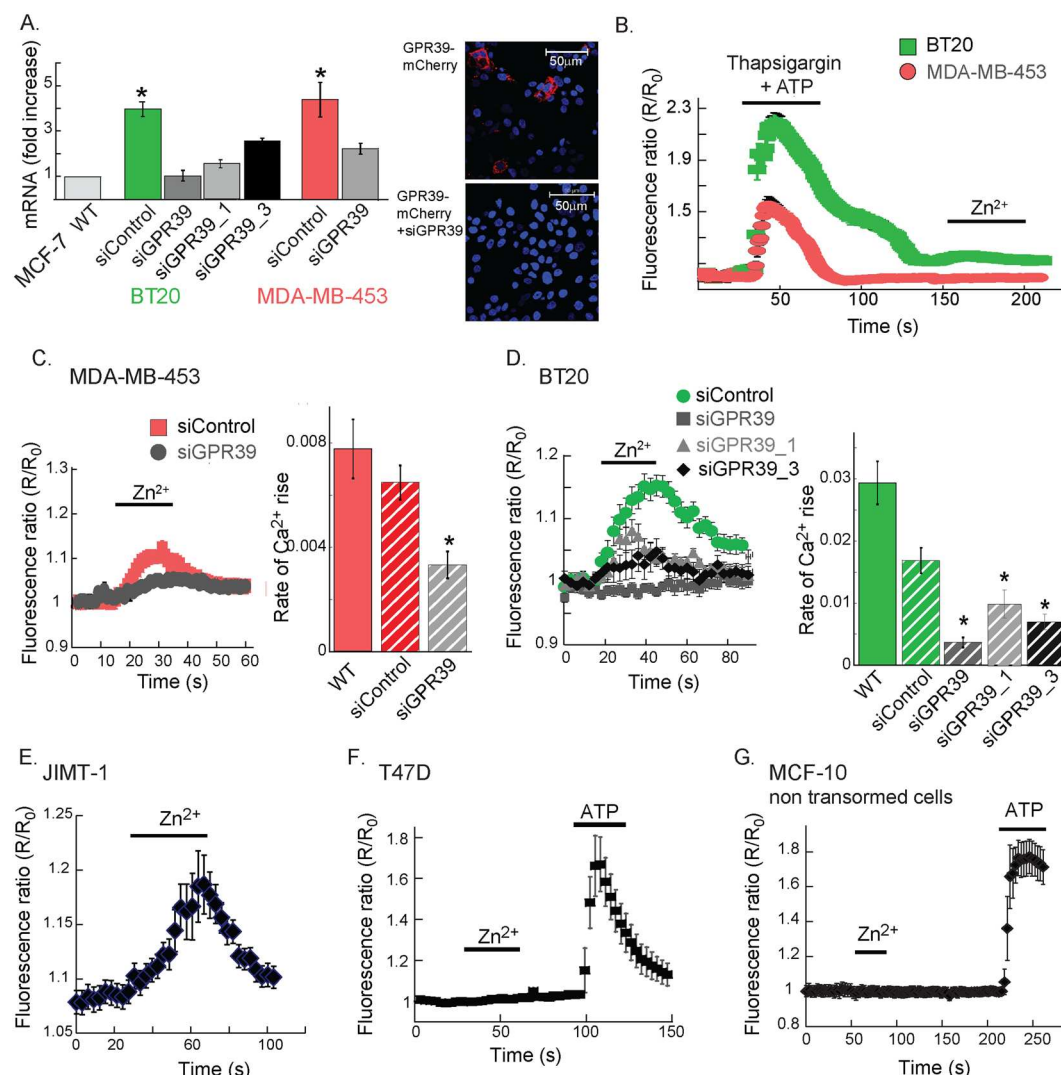 A.
mRNA (fold increase)
5
3
1
MCF-7 WT
siControl
siGPR39
siGPR39_1
siGPR39_3
siControl
siGPR39
*
*
BT20
MDA-MB-453
GPR39-
mCherry
50μm
GPR39-
mCherry
+siGPR39
50μm
B.
BT20
MDA-MB-453
Thapsigargin
+ ATP
Zn2+
Fluorescence ratio (R/R0)
2.3
1.9
1.5
1.1
50
100
150
200
Time (s)
C.
MDA-MB-453
siControl
siGPR39
Zn2+
Fluorescence ratio (R/R0)
1.3
1.2
1.1
1
0.9
0 10 20 30 40 50 60
Time (s)
Rate of Ca2+ rise
0.008
0.004
0
*
WT
siControl
siGPR39
D.
BT20
siControl
siGPR39
siGPR39_1
siGPR39_3
Zn2+
Fluorescence ratio (R/R0)
1.2
1.1
1
0.9
0 20 40 60 80
Time (s)
Rate of Ca2+ rise
0.03
0.02
0.01
0
* * *
WT
siControl
siGPR39
siGPR39_1
siGPR39_3
E.
JIMT-1
Zn2+
Fluorescence ratio (R/R0)
1.25
1.2
1.15
1.1
1.05
0 20 60 100
Time (s)
F.
T47D
ATP
Zn2+
Fluorescence ratio (R/R0)
1.8
1.6
1.4
1.2
1
0 50 100 150
Time (s)
G.
MCF-10
non transormed cells
ATP
Zn2+
Fluorescence ratio (R/R0)
1.8
1.6
1.4
1.2
1
0.8
0 50 100 150 200 250
Time (s)